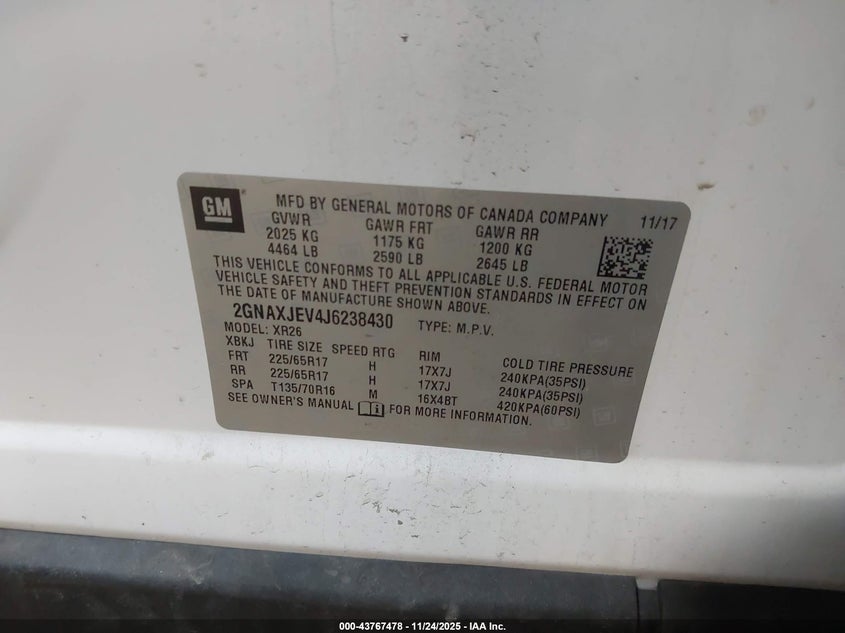 GM
MFD BY GENERAL MOTORS OF CANADA COMPANY 11/17
GVWR GAWR FRT GAWR RR
2025 KG 1175 KG 1200 KG
4464 LB 2590 LB 2645 LB
THIS VEHICLE CONFORMS TO ALL APPLICABLE U.S. FEDERAL MOTOR
VEHICLE SAFETY AND THEFT PREVENTION STANDARDS IN EFFECT ON
THE DATE OF MANUFACTURE SHOWN ABOVE.
2GNAXJEV4J6238430 TYPE: M.P.V.
MODEL: XR26
XBKJ TIRE SIZE SPEED RTG RIM COLD TIRE PRESSURE
FRT 225/65R17 H 17X7J 240KPA(35PSI)
RR 225/65R17 H 17X7J 240KPA(35PSI)
SPA T135/70R16 M 16X4BT 420KPA(60PSI)
SEE OWNER'S MANUAL FOR MORE INFORMATION.
000-43767478 - 11/24/2025 - IAA Inc.